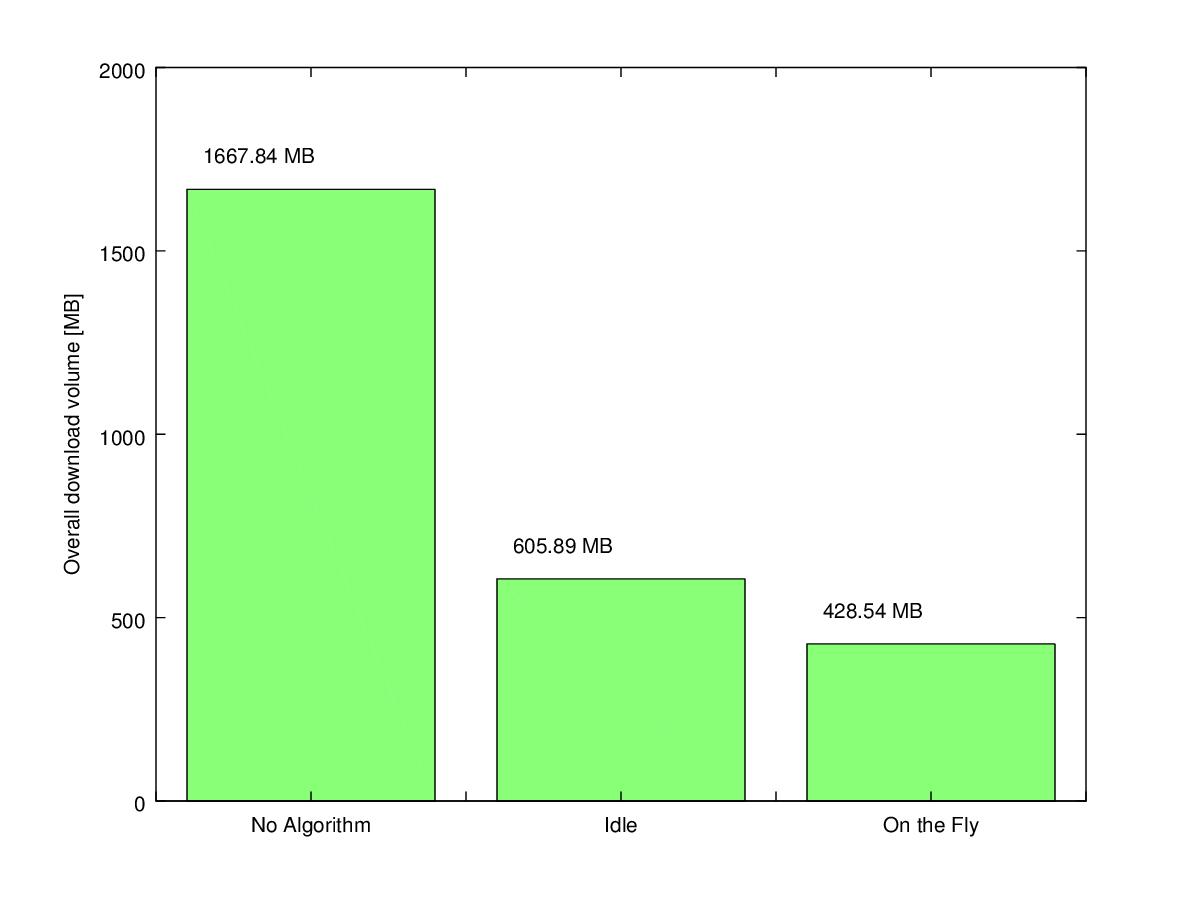 2000
1667.84 MB
1500
Overall download volume [MB]
1000
605.89 MB
500
428.54 MB
0
No Algorithm
Idle
On the Fly